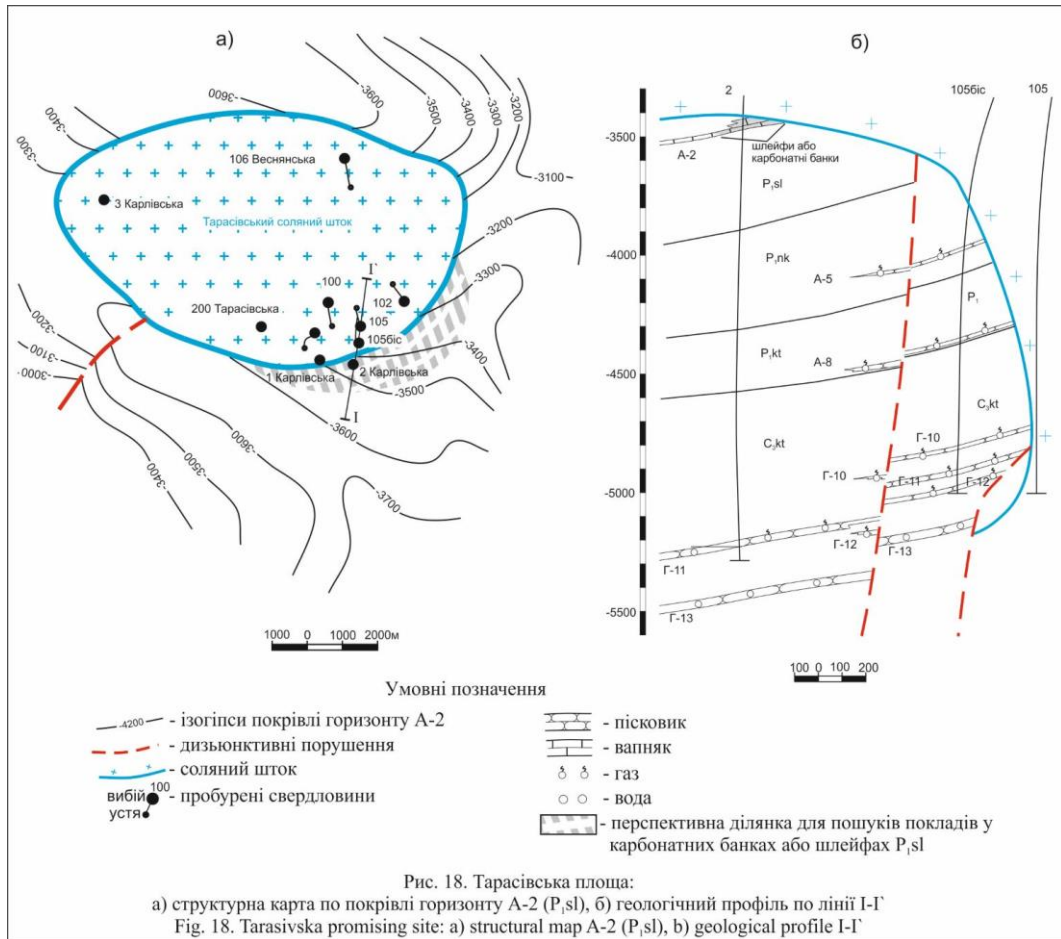 а)
б)
-3600
-3600
-3500
-3400
-3300
-3200
-3400
-3300
-3100
106 Веснянська
3 Карлівська
Тарасівський соляний шток
-3200
-3300
I-I`
100
102
200 Тарасівська
105
105біс
-3200
-3100
-3000
1 Карлівська
2 Карлівська
-3400
-3500
-3600
I
-3600
-3500
-3400
-3700
1000 0 1000 2000м
2
105біс
105
-3500
-4000
-4500
-5000
-5500
А-2
шлейфи або
карбонатні банки
P₁sl
P₁nk
А-5
P₁
P₁kt
А-8
C₃kt
C₃kt
Г-10
Г-10
Г-11
Г-12
Г-12
Г-13
Г-11
Г-13
100 0 100 200
Умовні позначення
-4200 - ізогіпси покрівлі горизонту А-2
- дизьюнктивні порушення
- соляний шток
вибій 100
устя - пробурені свердловини
- пісковик
- вапняк
- газ
- вода
- перспективна ділянка для пошуків покладів у
карбонатних банках або шлейфах P₁sl
Рис. 18. Тарасівська площа:
а) структурна карта по покрівлі горизонту А-2 (P₁sl), б) геологічний профіль по лінії I-I`
Fig. 18. Tarasivska promising site: a) structural map A-2 (P₁sl), b) geological profile I-I`